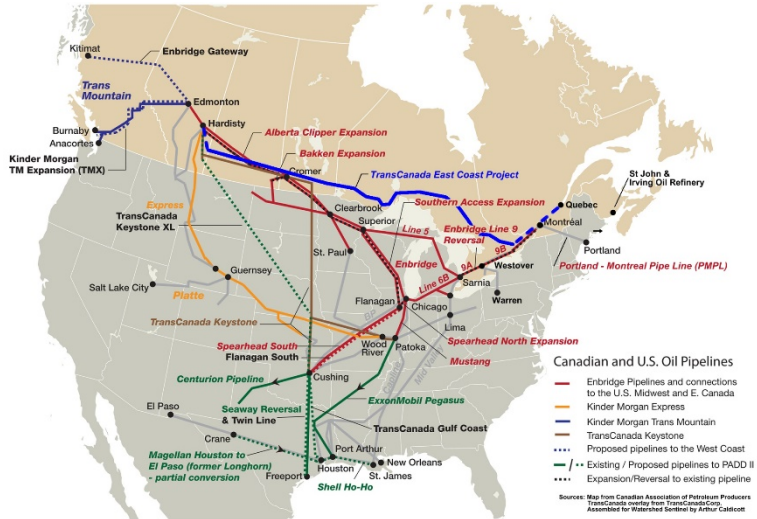 Kitimat
Enbridge Gateway
Trans
Mountain
Edmonton
Hardisty
Burnaby
Anacortes
Kinder Morgan
TM Expansion (TMX)
Alberta Clipper Expansion
Bakken Expansion
Cromer
TransCanada East Coast Project
St John &
Irving Oil Refinery
Quebec
Montréal
Portland
Portland - Montreal Pipe Line (PMPL)
Southern Access Expansion
Clearbrook
Superior
Line 5
Enbridge Line 9
Reversal
9B
9A
Westover
Sarnia
Warren
Express
TransCanada
Keystone XL
St. Paul
Enbridge
Line 6B
Guernsey
Salt Lake City
Platte
Flanagan
Chicago
Lima
BP
TransCanada Keystone
Spearhead South
Flanagan South
Wood
River
Patoka
Spearhead North Expansion
Mustang
Mid Valley
Capline
Centurion Pipeline
Cushing
Seaway Reversal
& Twin Line
ExxonMobil Pegasus
TransCanada Gulf Coast
El Paso
Crane
Magellan Houston to
El Paso (former Longhorn)
- partial conversion
Port Arthur
Houston
New Orleans
St. James
Freeport
Shell Ho-Ho
Canadian and U.S. Oil Pipelines
Enbridge Pipelines and connections
to the U.S. Midwest and E. Canada
Kinder Morgan Express
Kinder Morgan Trans Mountain
TransCanada Keystone
Proposed pipelines to the West Coast
Existing / Proposed pipelines to PADD II
Expansion/Reversal to existing pipeline
Sources: Map from Canadian Association of Petroleum Producers
TransCanada overlay from TransCanada Corp.
Assembled for Watershed Sentinel by Arthur Caldicott